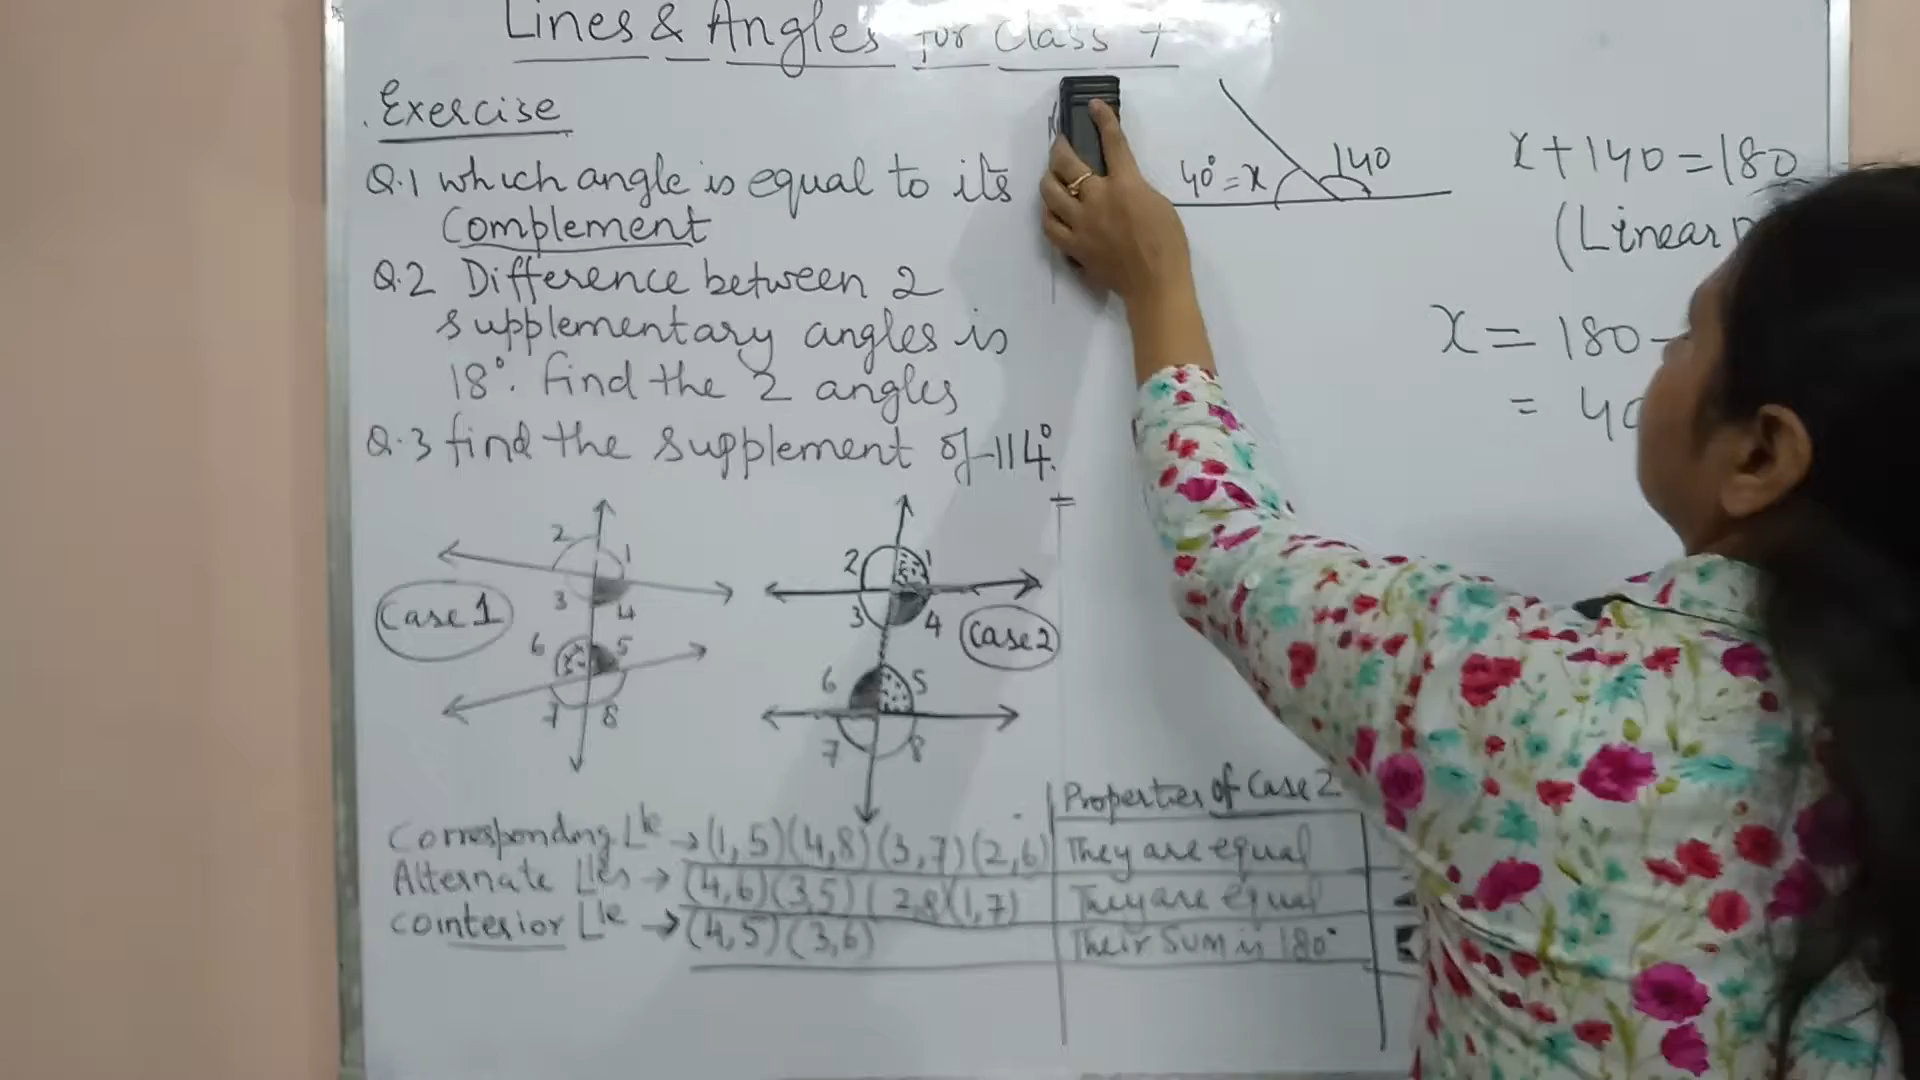 Lines & Angles for Class 7
Exercise
Q.1 which angle is equal to its
Complement
Q.2 Difference between 2
supplementary angles is
18°. find the 2 angles
Q.3 find the supplement of 114°.
40° = x
140
x + 140 = 180
(Linear
x = 180 -
= 40
2
1
3
4
Case 1
6
5
7
8
2
1
3
4
Case 2
6
5
7
8
Properties of Case 2
Corresponding ∠le → (1,5) (4,8) (3,7) (2,6) They are equal
Alternate ∠les → (4,6) (3,5) (2,8) (1,7) They are equal
cointerior ∠le → (4,5) (3,6) Their Sum is 180°